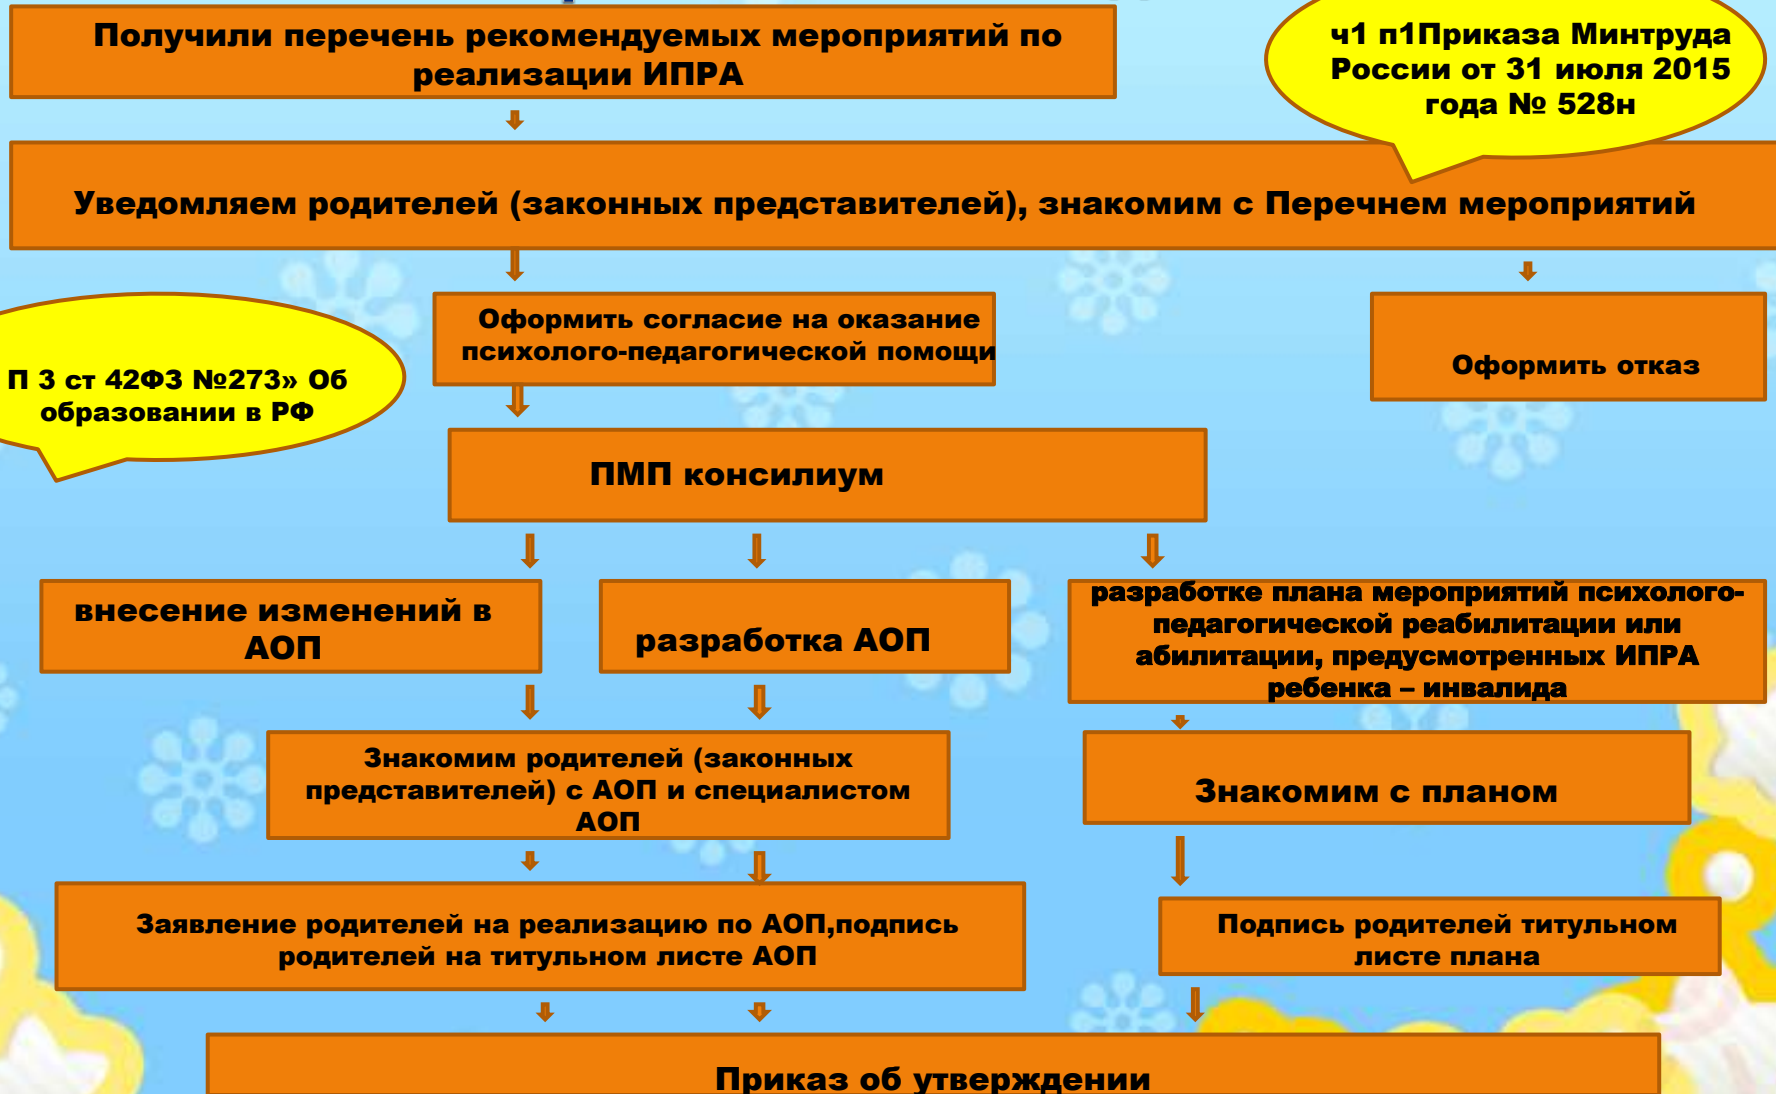 Получили перечень рекомендуемых мероприятий по
реализации ИПРА
ч1 п1Приказа Минтруда
России от 31 июля 2015
года № 528н
Уведомляем родителей (законных представителей), знакомим с Перечнем мероприятий
Оформить согласие на оказание
психолого-педагогической помощи
Оформить отказ
П 3 ст 42ФЗ №273» Об
образовании в РФ
ПМП консилиум
внесение изменений в
АОП
разработка АОП
разработке плана мероприятий психолого-
педагогической реабилитации или
абилитации, предусмотренных ИПРА
ребенка – инвалида
Знакомим родителей (законных
представителей) с АОП и специалистом
АОП
Знакомим с планом
Заявление родителей на реализацию по АОП,подпись
родителей на титульном листе АОП
Подпись родителей титульном
листе плана
Приказ об утверждении